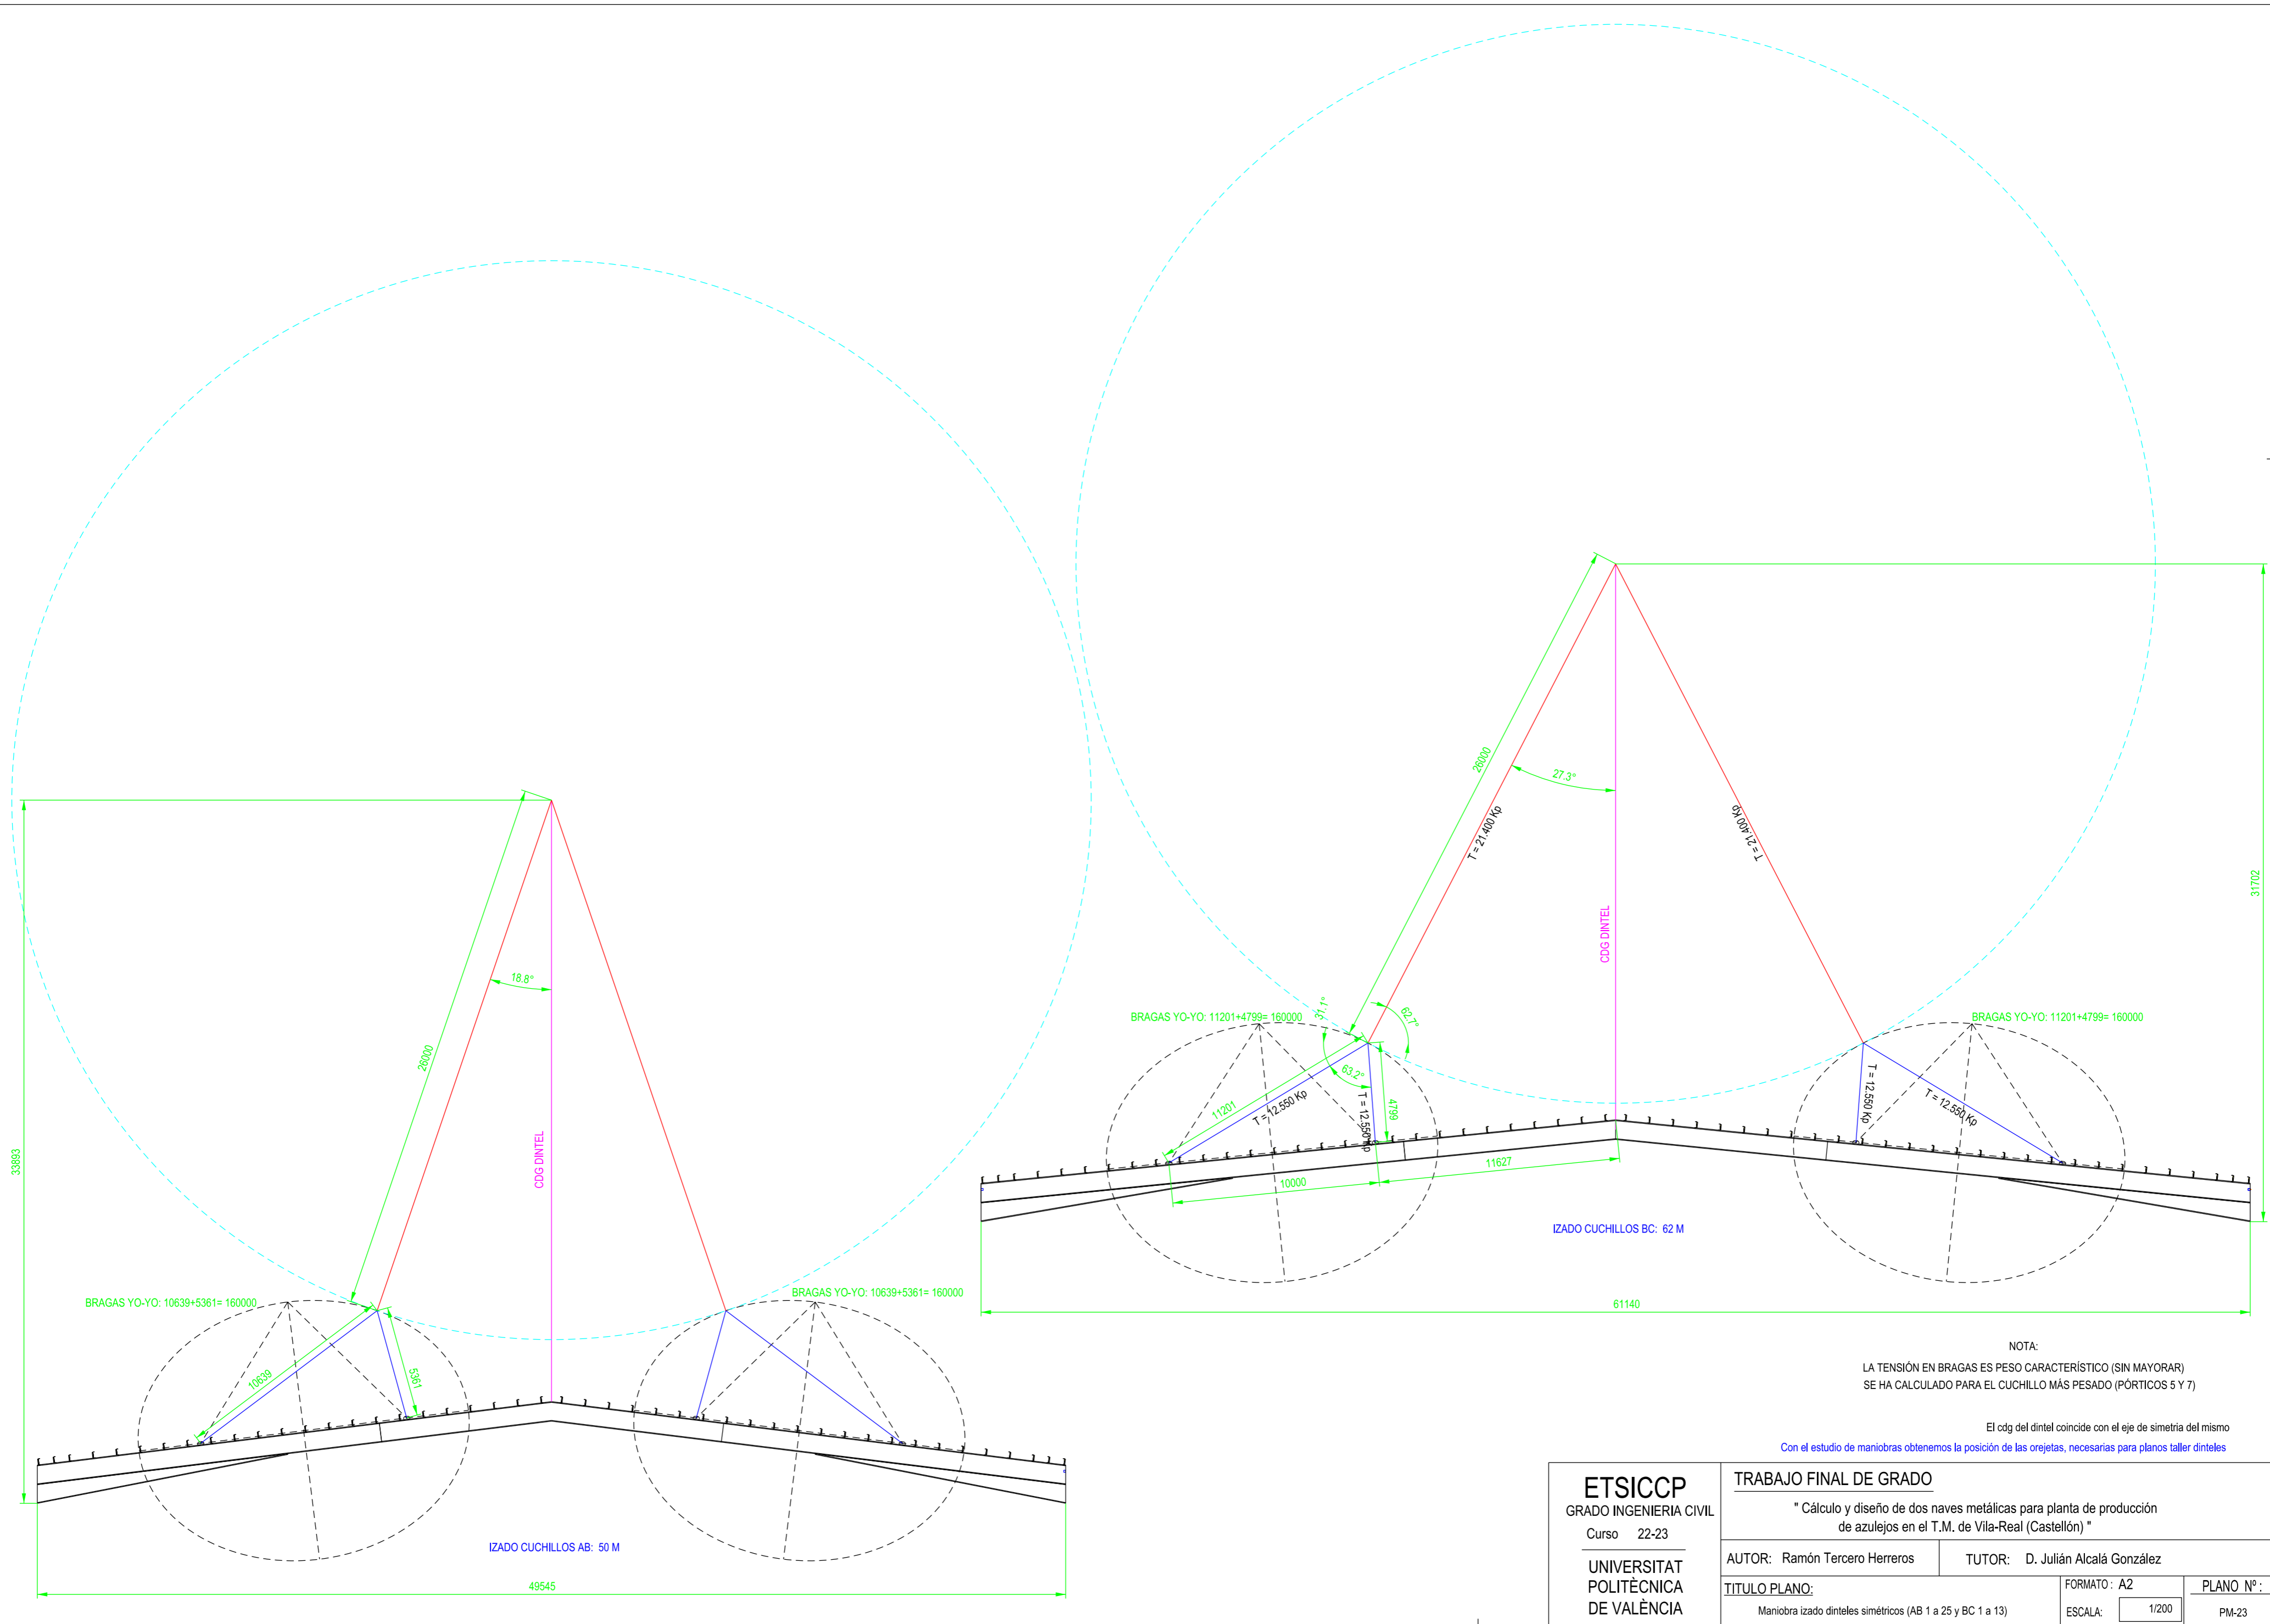 26000
27.3°
T = 21.400 Kp
T = 21.400 Kp
CDG DINTEL
31702
BRAGAS YO-YO: 11201+4799= 160000
31.1°
62.7°
63.2°
11201
T = 12.550 Kp
T = 12.550 Kp
4799
BRAGAS YO-YO: 11201+4799= 160000
T = 12.550 Kp
T = 12.550 Kp
11627
10000
IZADO CUCHILLOS BC: 62 M
61140
33893
26000
18.8°
CDG DINTEL
BRAGAS YO-YO: 10639+5361= 160000
10639
5361
BRAGAS YO-YO: 10639+5361= 160000
IZADO CUCHILLOS AB: 50 M
49545
NOTA:
LA TENSIÓN EN BRAGAS ES PESO CARACTERÍSTICO (SIN MAYORAR)
SE HA CALCULADO PARA EL CUCHILLO MÁS PESADO (PÓRTICOS 5 Y 7)
El cdg del dintel coincide con el eje de simetria del mismo
Con el estudio de maniobras obtenemos la posición de las orejetas, necesarias para planos taller dinteles
ETSICCP
GRADO INGENIERIA CIVIL
Curso 22-23
UNIVERSITAT
POLITÈCNICA
DE VALÈNCIA
TRABAJO FINAL DE GRADO
" Cálculo y diseño de dos naves metálicas para planta de producción
de azulejos en el T.M. de Vila-Real (Castellón) "
AUTOR: Ramón Tercero Herreros
TUTOR: D. Julián Alcalá González
TITULO PLANO:
Maniobra izado dinteles simétricos (AB 1 a 25 y BC 1 a 13)
FORMATO : A2
ESCALA: 1/200
PLANO Nº :
PM-23